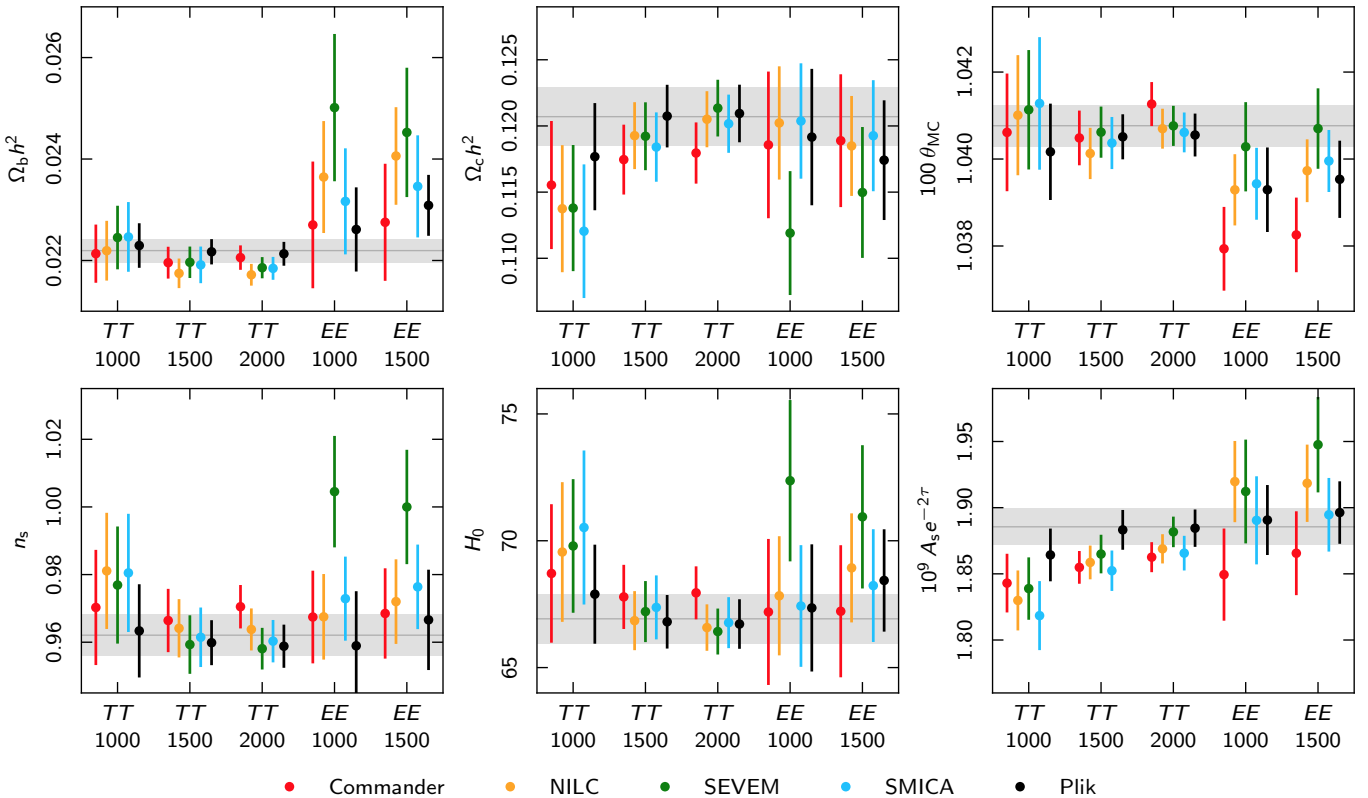 Ω_b h²
0.022 0.024 0.026
TT TT TT EE EE
1000 1500 2000 1000 1500
Ω_c h²
0.110 0.115 0.120 0.125
TT TT TT EE EE
1000 1500 2000 1000 1500
100 θ_MC
1.038 1.040 1.042
TT TT TT EE EE
1000 1500 2000 1000 1500
n_s
0.96 0.98 1.00 1.02
TT TT TT EE EE
1000 1500 2000 1000 1500
H_0
65 70 75
TT TT TT EE EE
1000 1500 2000 1000 1500
10⁹ A_s e^{−2τ}
1.80 1.85 1.90 1.95
TT TT TT EE EE
1000 1500 2000 1000 1500
Commander NILC SEVEM SMICA Plik